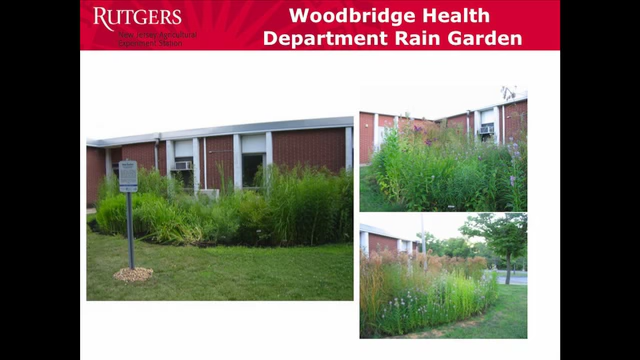 RUTGERS
New Jersey Agricultural
Experiment Station
Woodbridge Health
Department Rain Garden